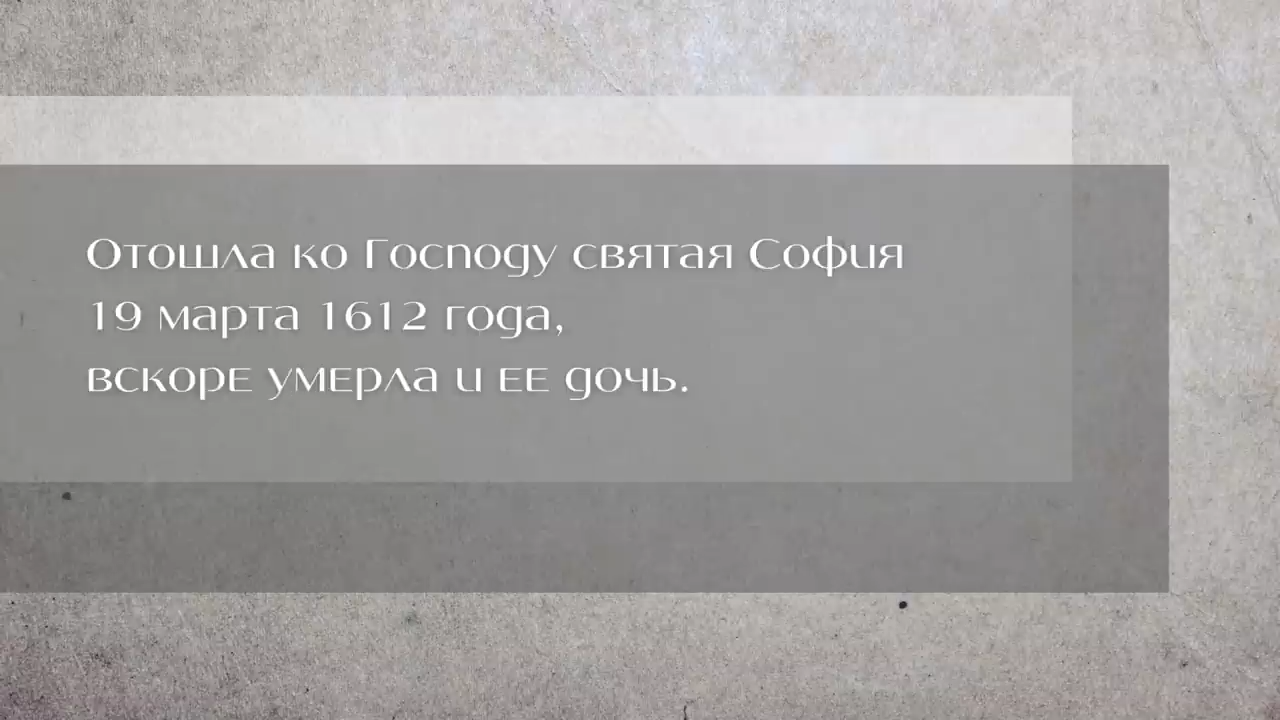 Отошла ко Господу святая София
19 марта 1612 года,
вскоре умерла и ее дочь.